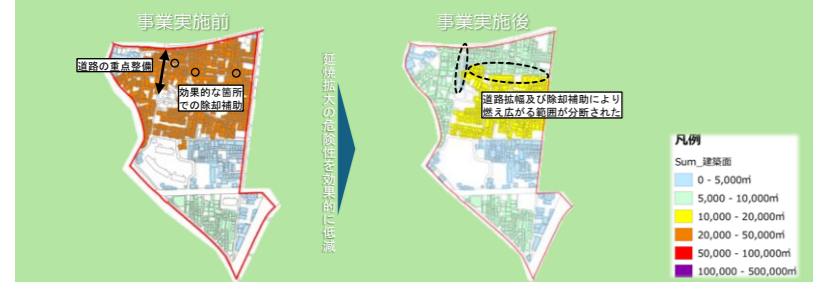 事業実施前
道路の重点整備
効果的な箇所
での除却補助
延焼拡大の危険性を効果的に低減
事業実施後
道路拡幅及び除却補助により
燃え広がる範囲が分断された
凡例
Sum_建築面
0 - 5,000㎡
5,000 - 10,000㎡
10,000 - 20,000㎡
20,000 - 50,000㎡
50,000 - 100,000㎡
100,000 - 500,000㎡